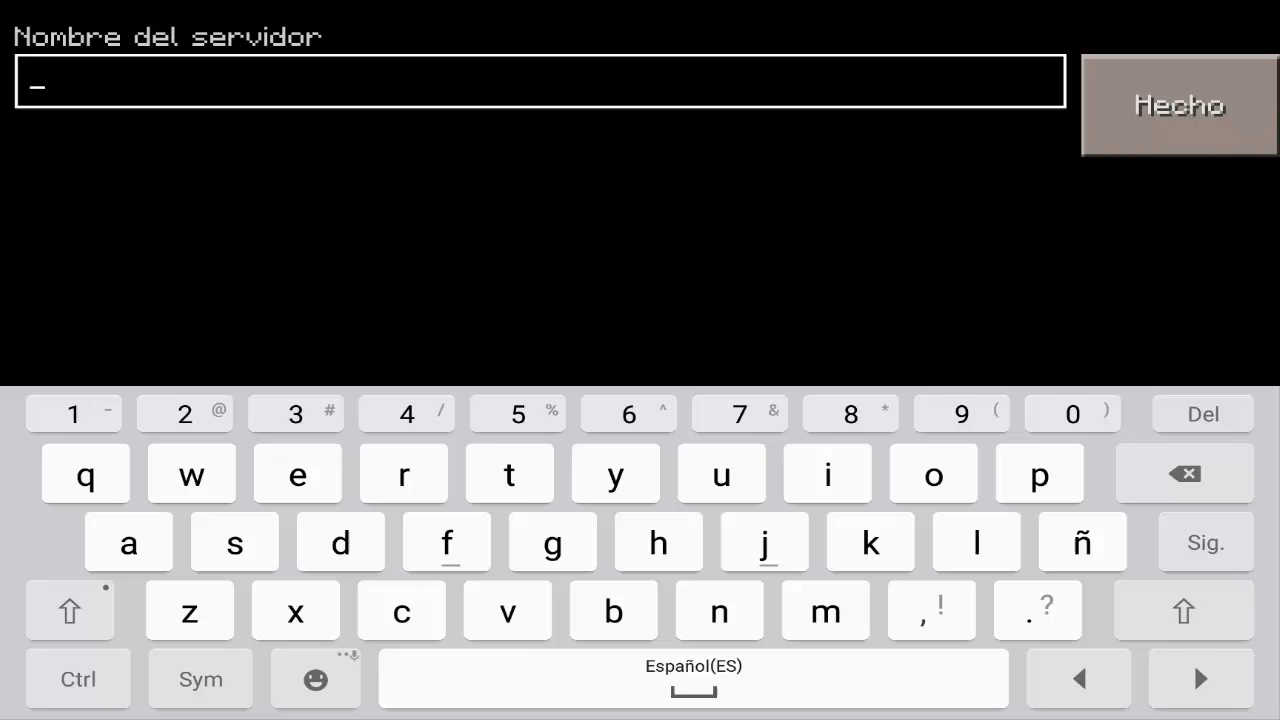 Nombre del servidor
_
Hecho
1 - 2 @ 3 # 4 / 5 % 6 ^ 7 & 8 * 9 ( 0 ) Del
q w e r t y u i o p
a s d f g h j k l ñ Sig.
z x c v b n m , ! . ?
Ctrl Sym Español(ES)